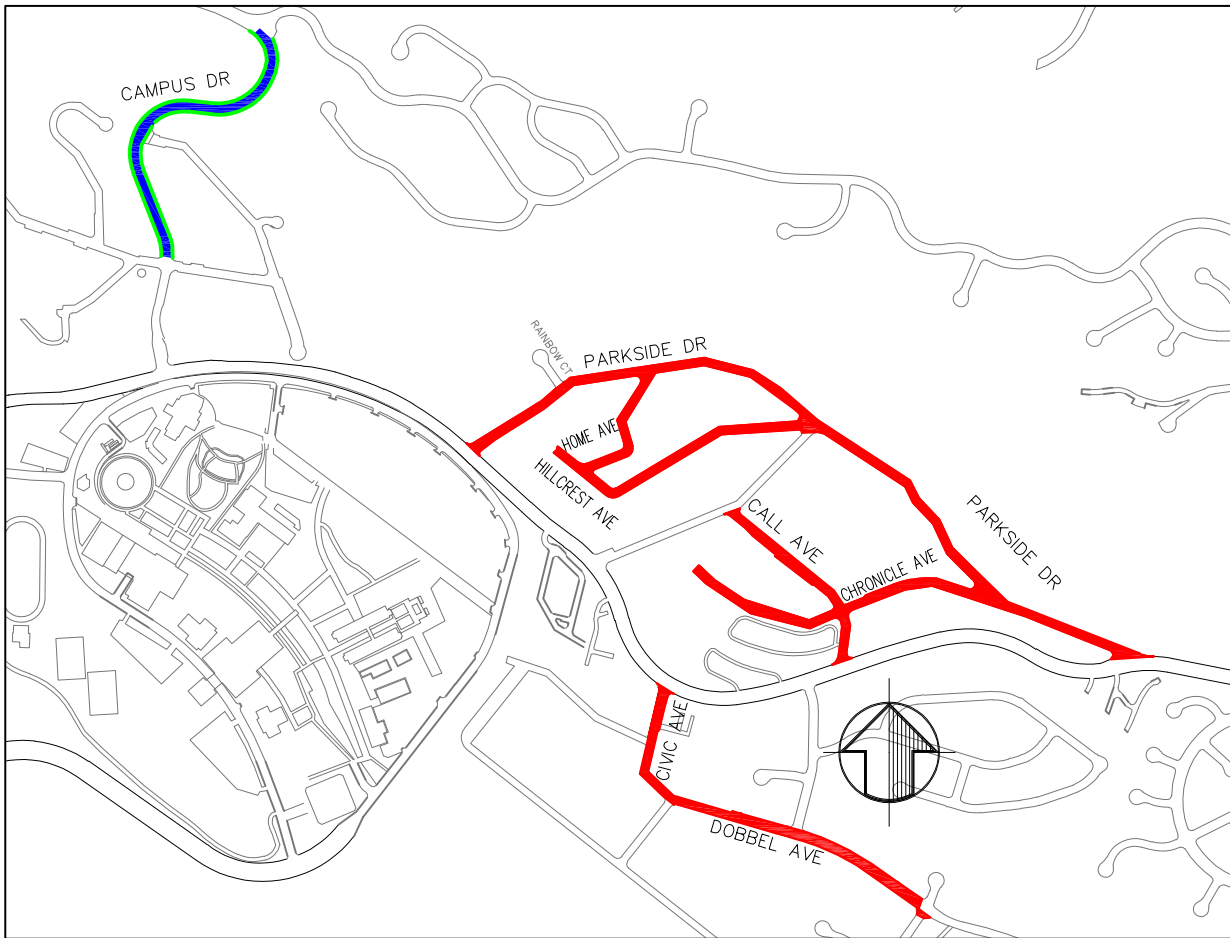 CAMPUS DR
RAINBOW CT
PARKSIDE DR
HOME AVE
HILLCREST AVE
CALL AVE
PARKSIDE DR
CHRONICLE AVE
CIVIC AVE
DOBBEL AVE